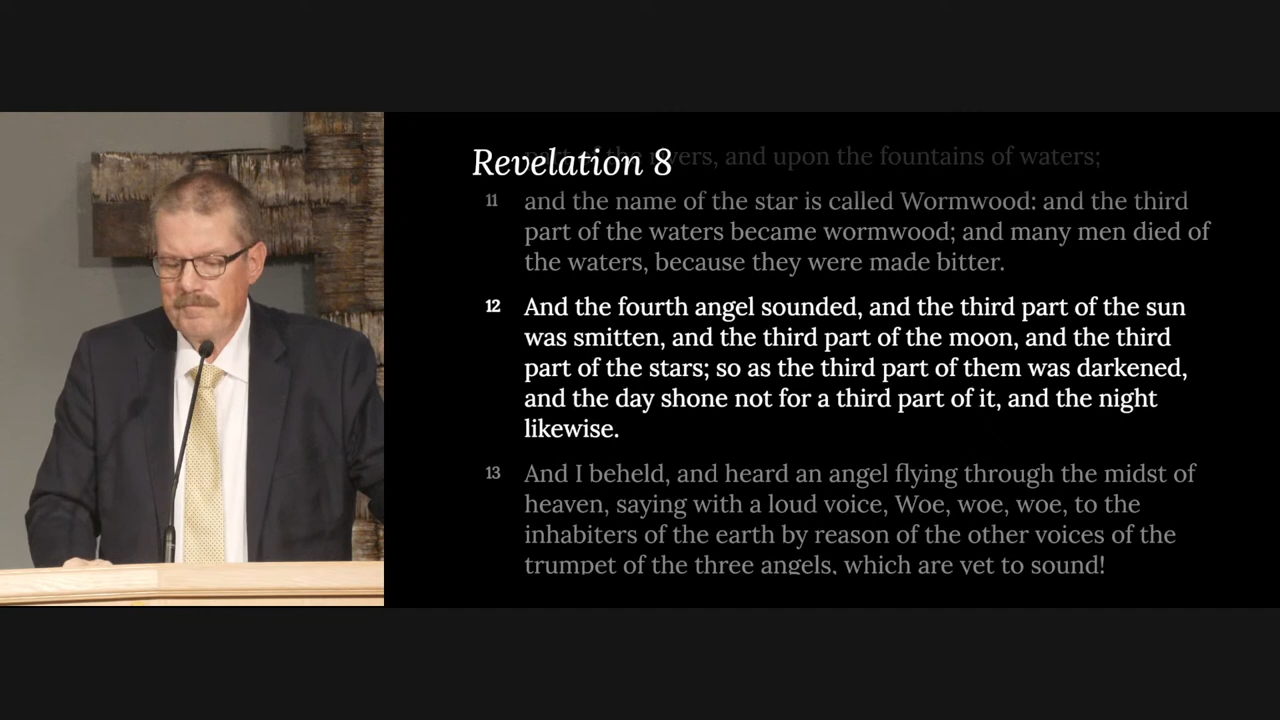 Revelation 8
part of the rivers, and upon the fountains of waters;
11 and the name of the star is called Wormwood: and the third
part of the waters became wormwood; and many men died of
the waters, because they were made bitter.
12 And the fourth angel sounded, and the third part of the sun
was smitten, and the third part of the moon, and the third
part of the stars; so as the third part of them was darkened,
and the day shone not for a third part of it, and the night
likewise.
13 And I beheld, and heard an angel flying through the midst of
heaven, saying with a loud voice, Woe, woe, woe, to the
inhabiters of the earth by reason of the other voices of the
trumpet of the three angels, which are yet to sound!